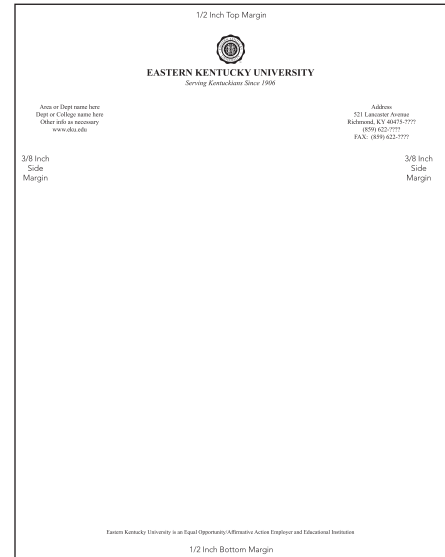 1/2 Inch Top Margin
EASTERN KENTUCKY UNIVERSITY
Serving Kentuckians Since 1906
Area or Dept name here
Dept or College name here
Other info as necessary
www.eku.edu
Address
521 Lancaster Avenue
Richmond, KY 40475-????
(859) 622-????
FAX: (859) 622-????
3/8 Inch
Side
Margin
3/8 Inch
Side
Margin
Eastern Kentucky University is an Equal Opportunity/Affirmative Action Employer and Educational Institution
1/2 Inch Bottom Margin